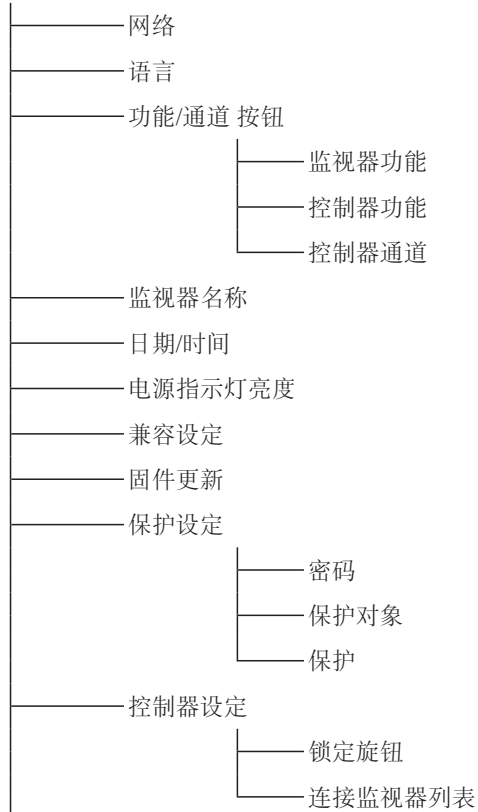 网络
语言
功能/通道 按钮
监视器功能
控制器功能
控制器通道
监视器名称
日期/时间
电源指示灯亮度
兼容设定
固件更新
保护设定
密码
保护对象
保护
控制器设定
锁定旋钮
连接监视器列表